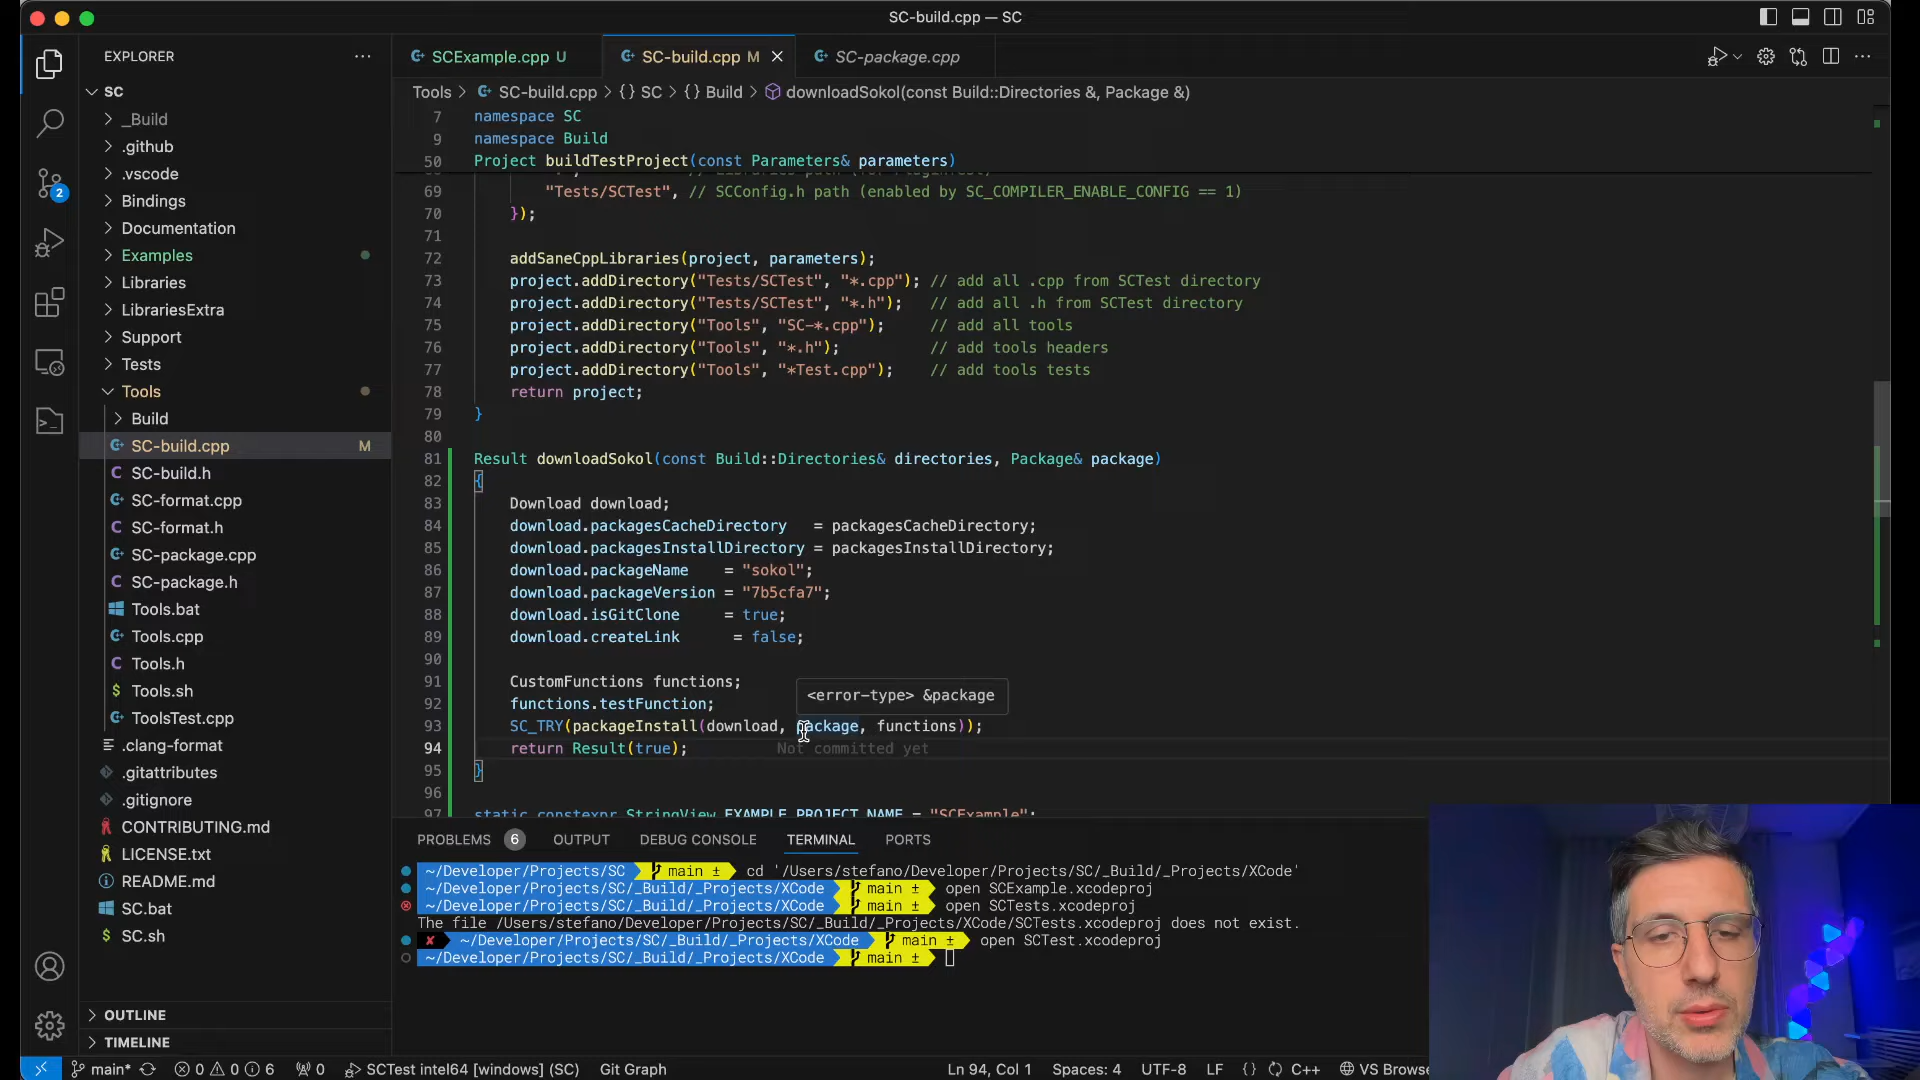 SC-build.cpp — SC
EXPLORER
SCExample.cpp U
SC-build.cpp M
SC-package.cpp
Tools > SC-build.cpp > {} SC > {} Build > downloadSokol(const Build::Directories &, Package &)
SC
_Build
.github
.vscode
Bindings
Documentation
Examples
Libraries
LibrariesExtra
Support
Tests
Tools
Build
SC-build.cpp M
SC-build.h
SC-format.cpp
SC-format.h
SC-package.cpp
SC-package.h
Tools.bat
Tools.cpp
Tools.h
Tools.sh
ToolsTest.cpp
.clang-format
.gitattributes
.gitignore
CONTRIBUTING.md
LICENSE.txt
README.md
SC.bat
SC.sh
OUTLINE
TIMELINE
2
7 namespace SC
9 namespace Build
50 Project buildTestProject(const Parameters& parameters)
69 "Tests/SCTest", // SCConfig.h path (enabled by SC_COMPILER_ENABLE_CONFIG == 1)
70 });
71
72 addSaneCppLibraries(project, parameters);
73 project.addDirectory("Tests/SCTest", "*.cpp"); // add all .cpp from SCTest directory
74 project.addDirectory("Tests/SCTest", "*.h"); // add all .h from SCTest directory
75 project.addDirectory("Tools", "SC-*.cpp"); // add all tools
76 project.addDirectory("Tools", "*.h"); // add tools headers
77 project.addDirectory("Tools", "*Test.cpp"); // add tools tests
78 return project;
79 }
80
81 Result downloadSokol(const Build::Directories& directories, Package& package)
82 {
83 Download download;
84 download.packagesCacheDirectory = packagesCacheDirectory;
85 download.packagesInstallDirectory = packagesInstallDirectory;
86 download.packageName = "sokol";
87 download.packageVersion = "7b5cfa7";
88 download.isGitClone = true;
89 download.createLink = false;
90
91 CustomFunctions functions;
<error-type> &package
92 functions.testFunction;
93 SC_TRY(packageInstall(download, package, functions));
94 return Result(true); Not committed yet
95 }
96
97 static constexpr StringView EXAMPLE_PROJECT_NAME = "SCExample";
PROBLEMS 6 OUTPUT DEBUG CONSOLE TERMINAL PORTS
~/Developer/Projects/SC main ± cd '/Users/stefano/Developer/Projects/SC/_Build/_Projects/XCode'
~/Developer/Projects/SC/_Build/_Projects/XCode main ± open SCExample.xcodeproj
~/Developer/Projects/SC/_Build/_Projects/XCode main ± open SCTests.xcodeproj
The file /Users/stefano/Developer/Projects/SC/_Build/_Projects/XCode/SCTests.xcodeproj does not exist.
✘ ~/Developer/Projects/SC/_Build/_Projects/XCode main ± open SCTest.xcodeproj
~/Developer/Projects/SC/_Build/_Projects/XCode main ±
main* 0 0 6 0 SCTest intel64 [windows] (SC) Git Graph Ln 94, Col 1 Spaces: 4 UTF-8 LF {} C++ VS Browse